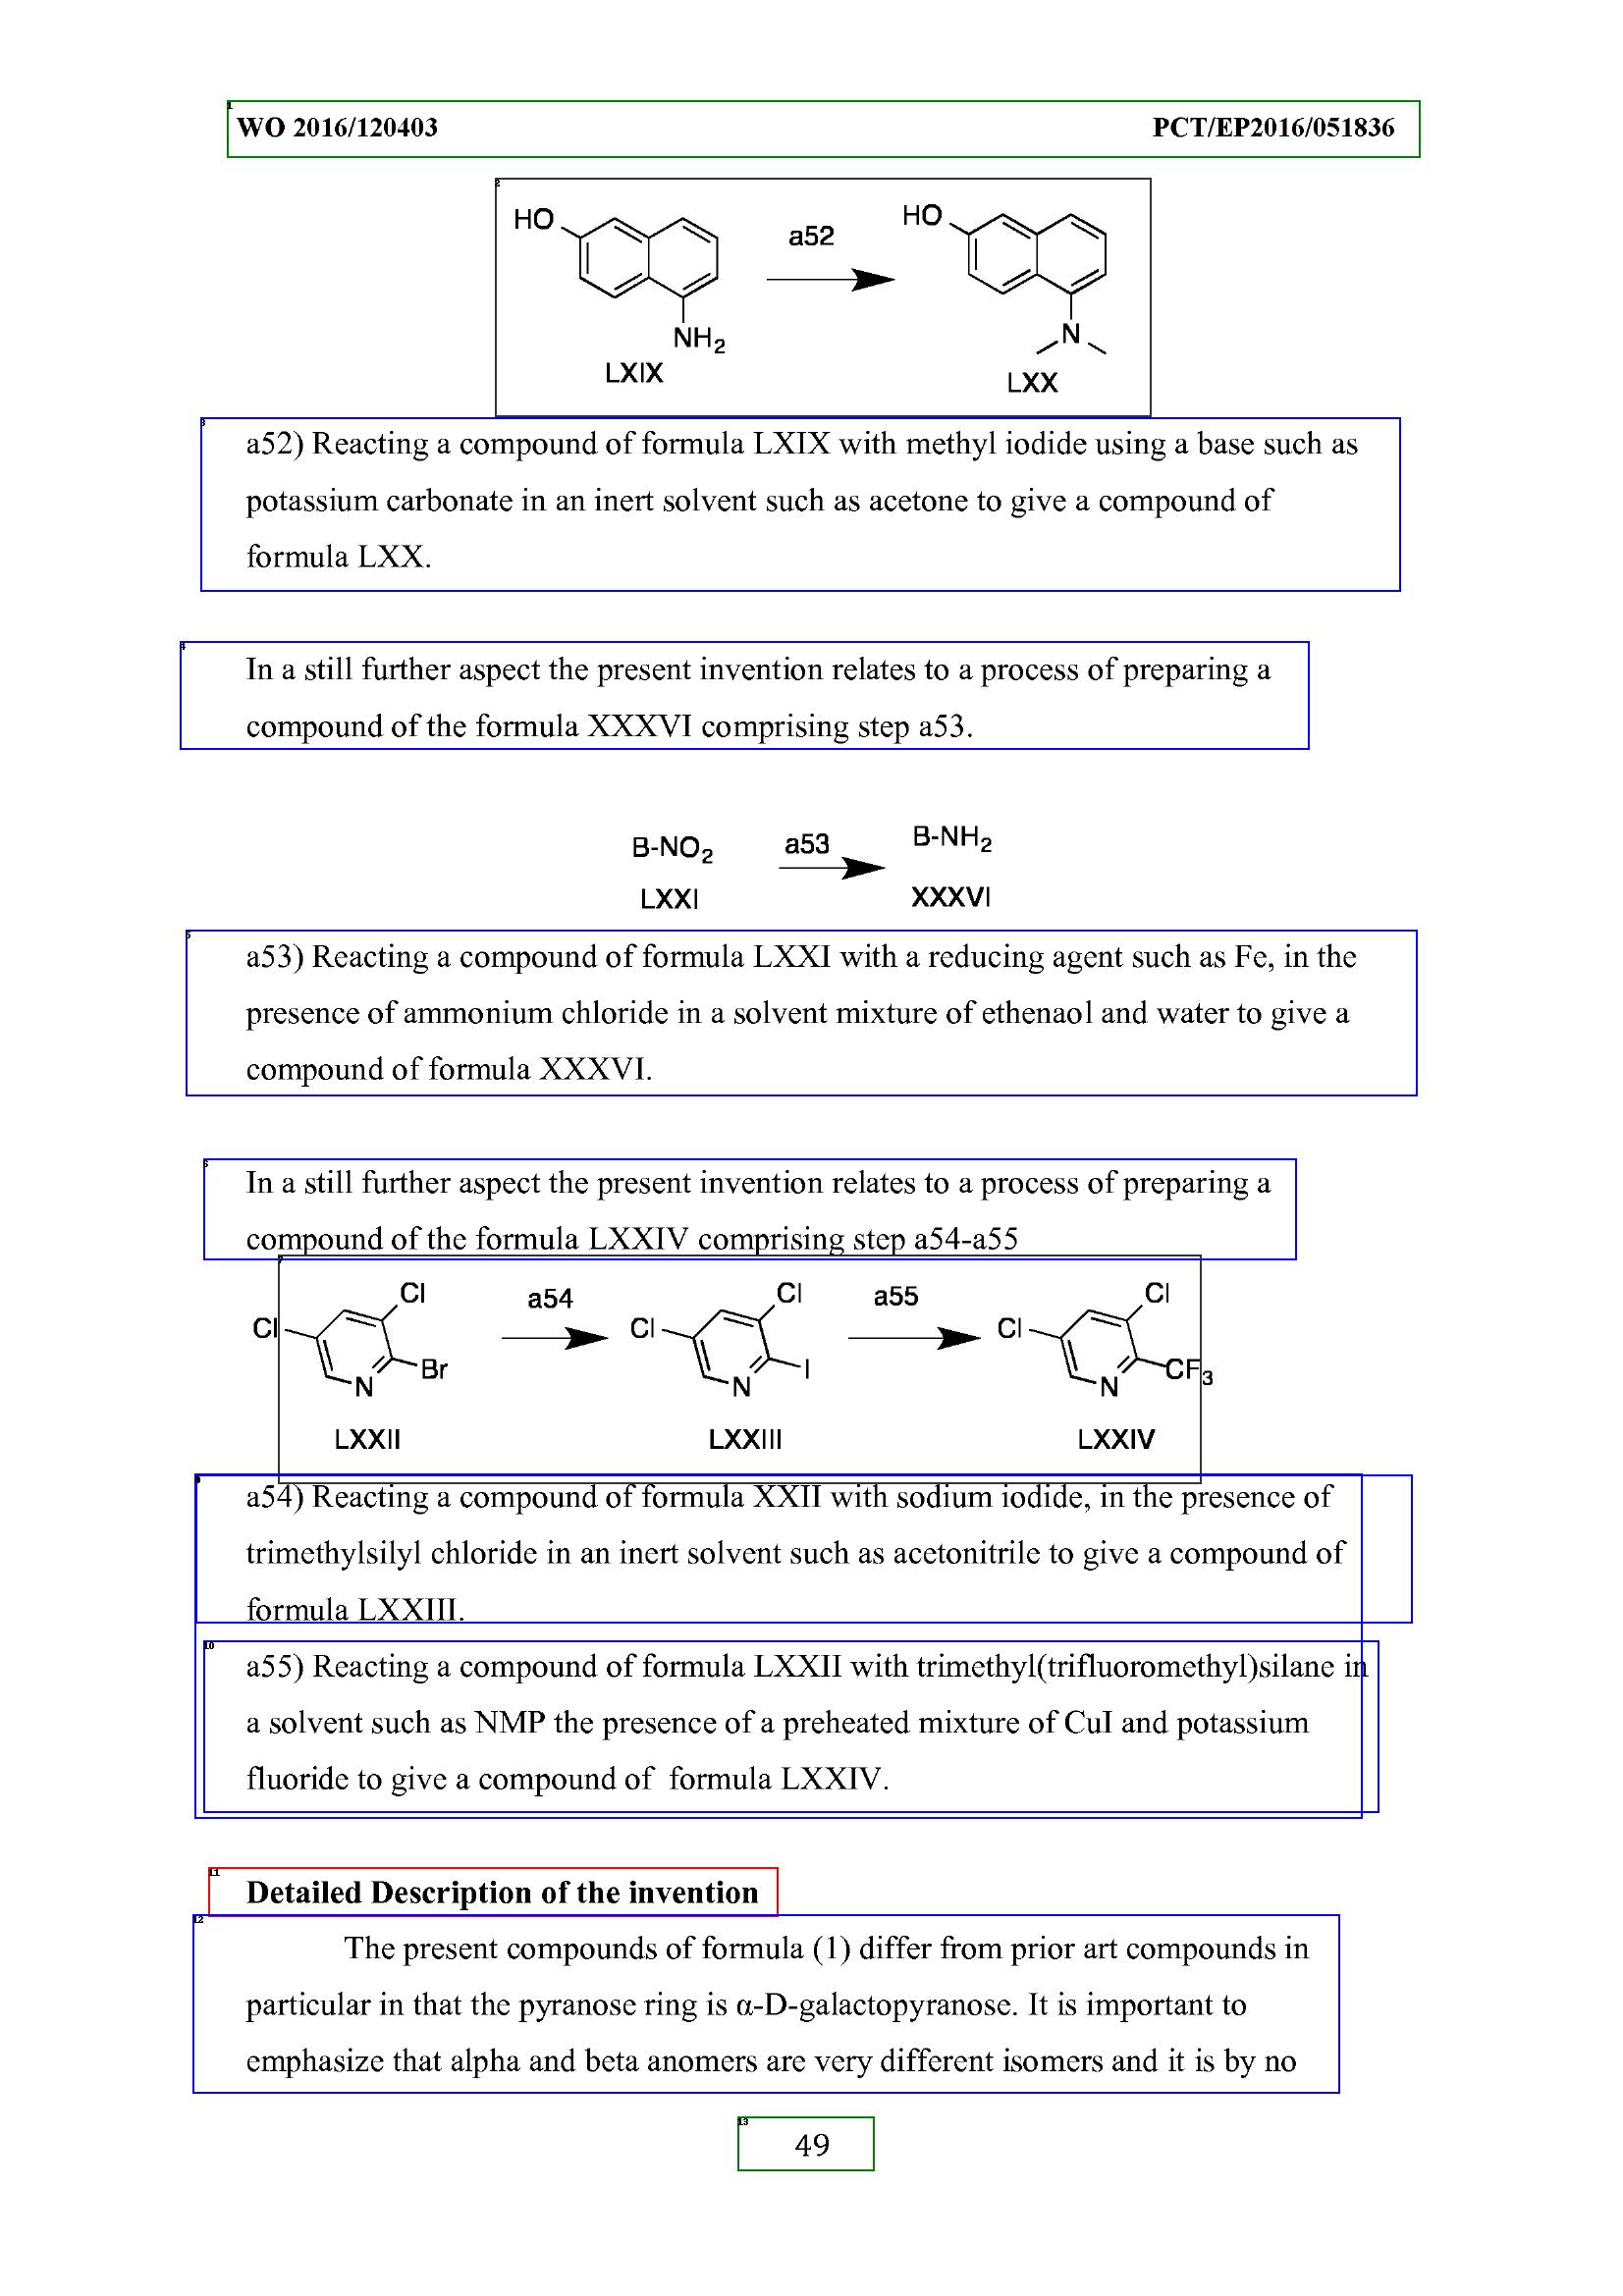 WO 2016/120403 PCT/EP2016/051836
HO a52 HO
NH2 N
LXIX LXX
a52) Reacting a compound of formula LXIX with methyl iodide using a base such as
potassium carbonate in an inert solvent such as acetone to give a compound of
formula LXX.
In a still further aspect the present invention relates to a process of preparing a
compound of the formula XXXVI comprising step a53.
B-NO2 a53 B-NH2
LXXI XXXVI
a53) Reacting a compound of formula LXXI with a reducing agent such as Fe, in the
presence of ammonium chloride in a solvent mixture of ethenaol and water to give a
compound of formula XXXVI.
In a still further aspect the present invention relates to a process of preparing a
compound of the formula LXXIV comprising step a54-a55
Cl a54 Cl a55 Cl
Cl Cl Cl
N Br N I N CF3
LXXII LXXIII LXXIV
a54) Reacting a compound of formula XXII with sodium iodide, in the presence of
trimethylsilyl chloride in an inert solvent such as acetonitrile to give a compound of
formula LXXIII.
a55) Reacting a compound of formula LXXII with trimethyl(trifluoromethyl)silane in
a solvent such as NMP the presence of a preheated mixture of CuI and potassium
fluoride to give a compound of  formula LXXIV.
Detailed Description of the invention
The present compounds of formula (1) differ from prior art compounds in
particular in that the pyranose ring is α-D-galactopyranose. It is important to
emphasize that alpha and beta anomers are very different isomers and it is by no
49